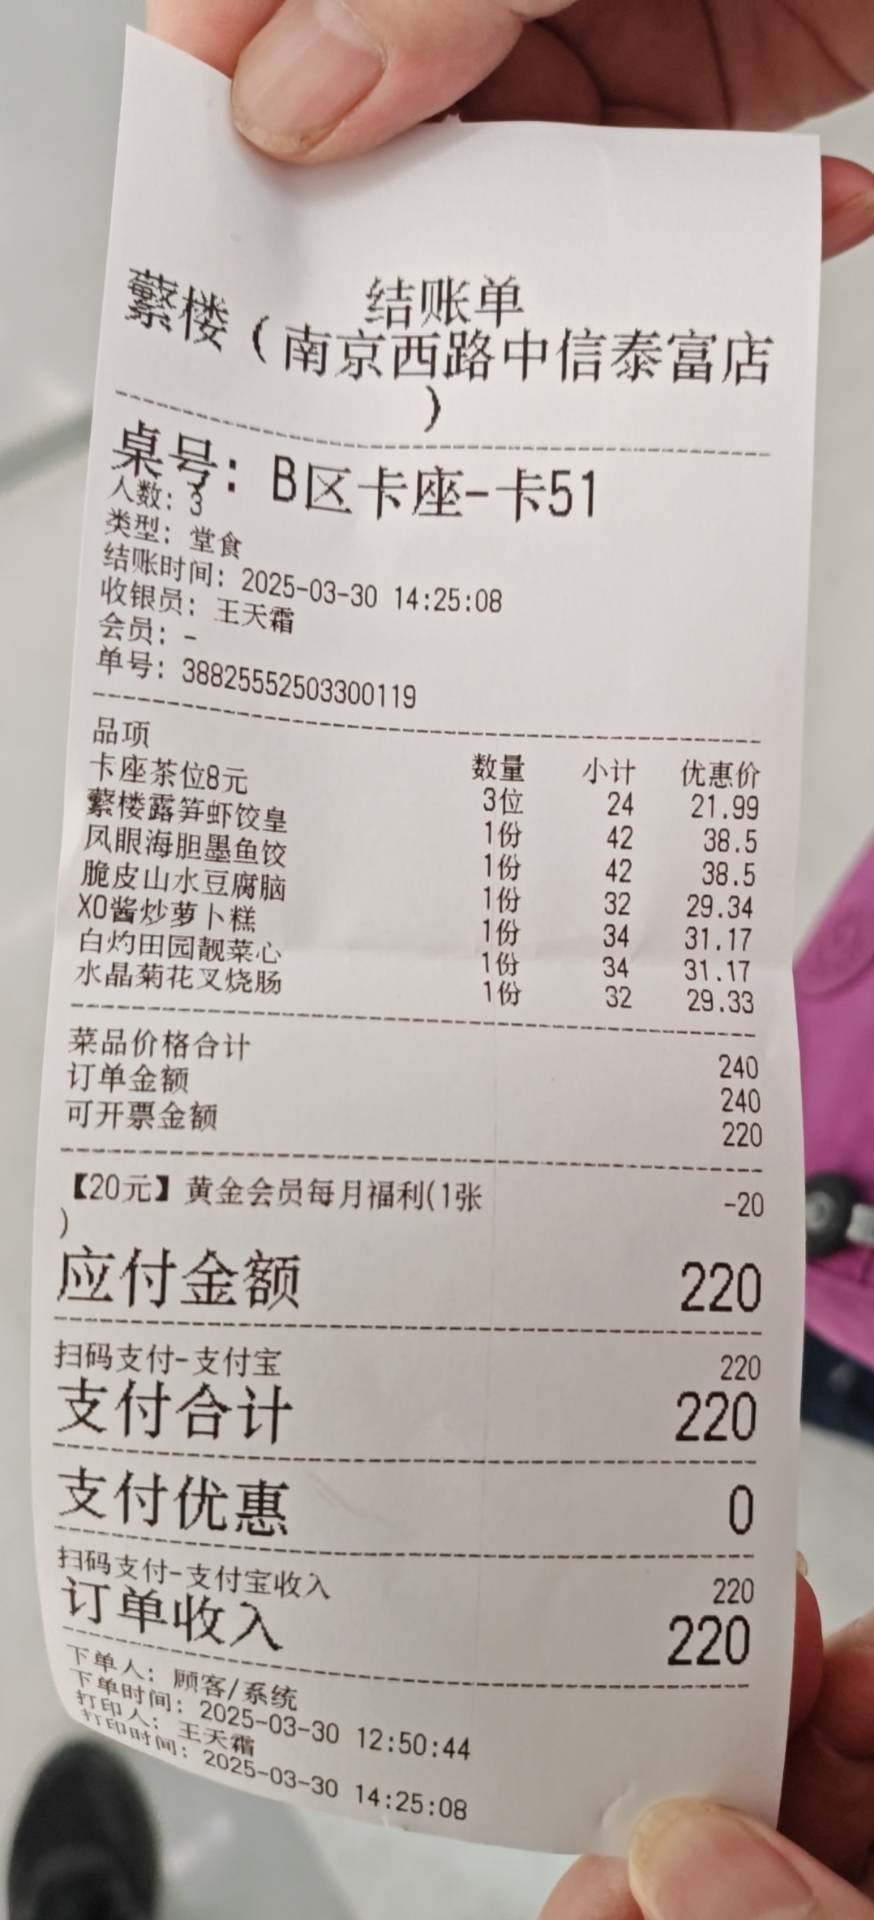 结账单
蘩楼（南京西路中信泰富店
）
桌号：B区卡座-卡51
人数：3
类型：堂食
结账时间：2025-03-30 14:25:08
收银员：王天霜
会员：-
单号：38825552503300119
品项 数量 小计 优惠价
卡座茶位8元 3位 24 21.99
蘩楼露笋虾饺皇 1份 42 38.5
凤眼海胆墨鱼饺 1份 42 38.5
脆皮山水豆腐脑 1份 32 29.34
XO酱炒萝卜糕 1份 34 31.17
白灼田园靓菜心 1份 34 31.17
水晶菊花叉烧肠 1份 32 29.33
菜品价格合计 240
订单金额 240
可开票金额 220
【20元】黄金会员每月福利(1张 -20
)
应付金额 220
扫码支付-支付宝 220
支付合计 220
支付优惠 0
扫码支付-支付宝收入 220
订单收入 220
下单人：顾客/系统
下单时间：2025-03-30 12:50:44
打印人：王天霜
打印时间：2025-03-30 14:25:08